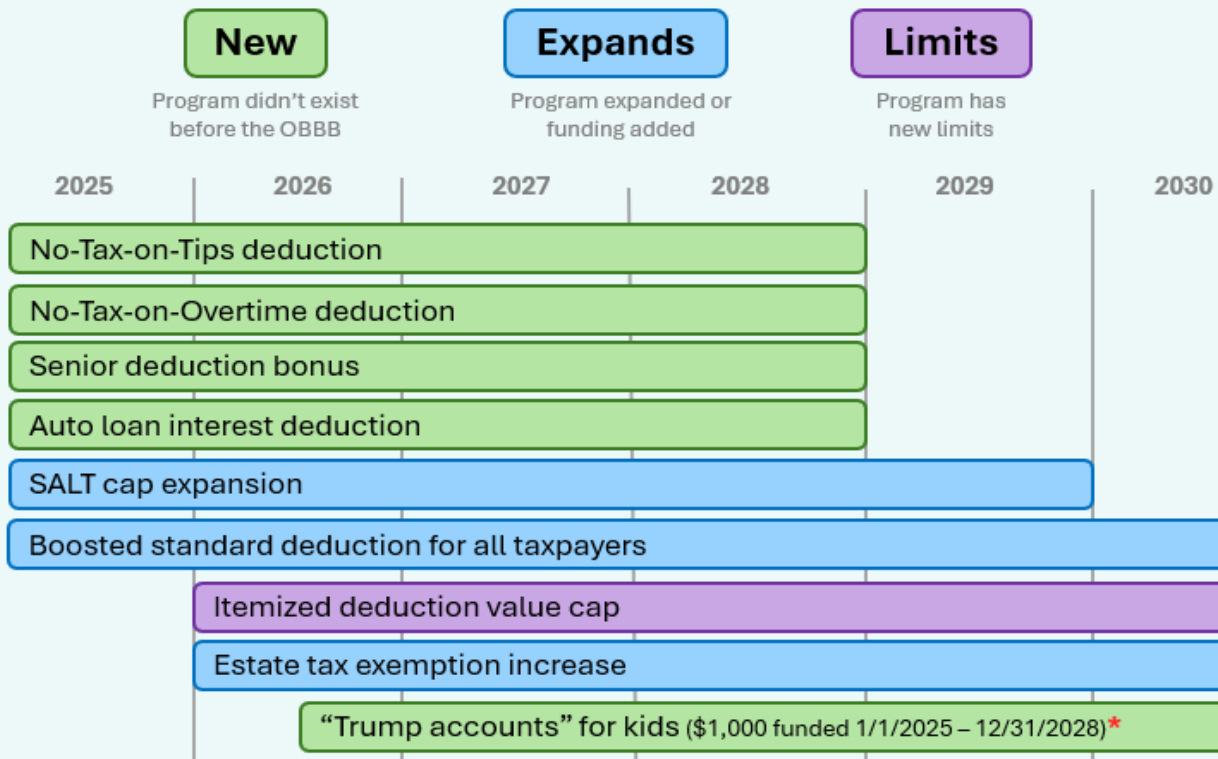 New
Expands
Limits
Program didn’t exist
before the OBBB
Program expanded or
funding added
Program has
new limits
2025
2026
2027
2028
2029
2030
No-Tax-on-Tips deduction
No-Tax-on-Overtime deduction
Senior deduction bonus
Auto loan interest deduction
SALT cap expansion
Boosted standard deduction for all taxpayers
Itemized deduction value cap
Estate tax exemption increase
“Trump accounts” for kids ($1,000 funded 1/1/2025 – 12/31/2028)*